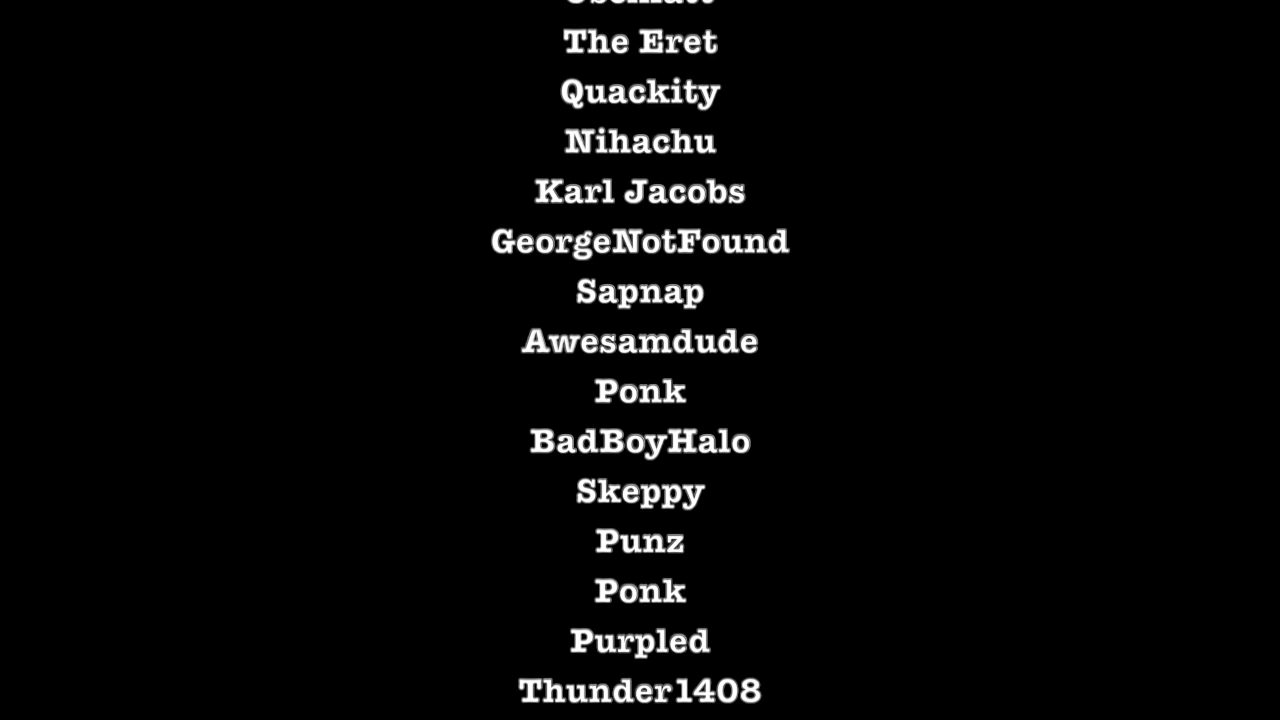 The Eret
Quackity
Nihachu
Karl Jacobs
GeorgeNotFound
Sapnap
Awesamdude
Ponk
BadBoyHalo
Skeppy
Punz
Ponk
Purpled
Thunder1408